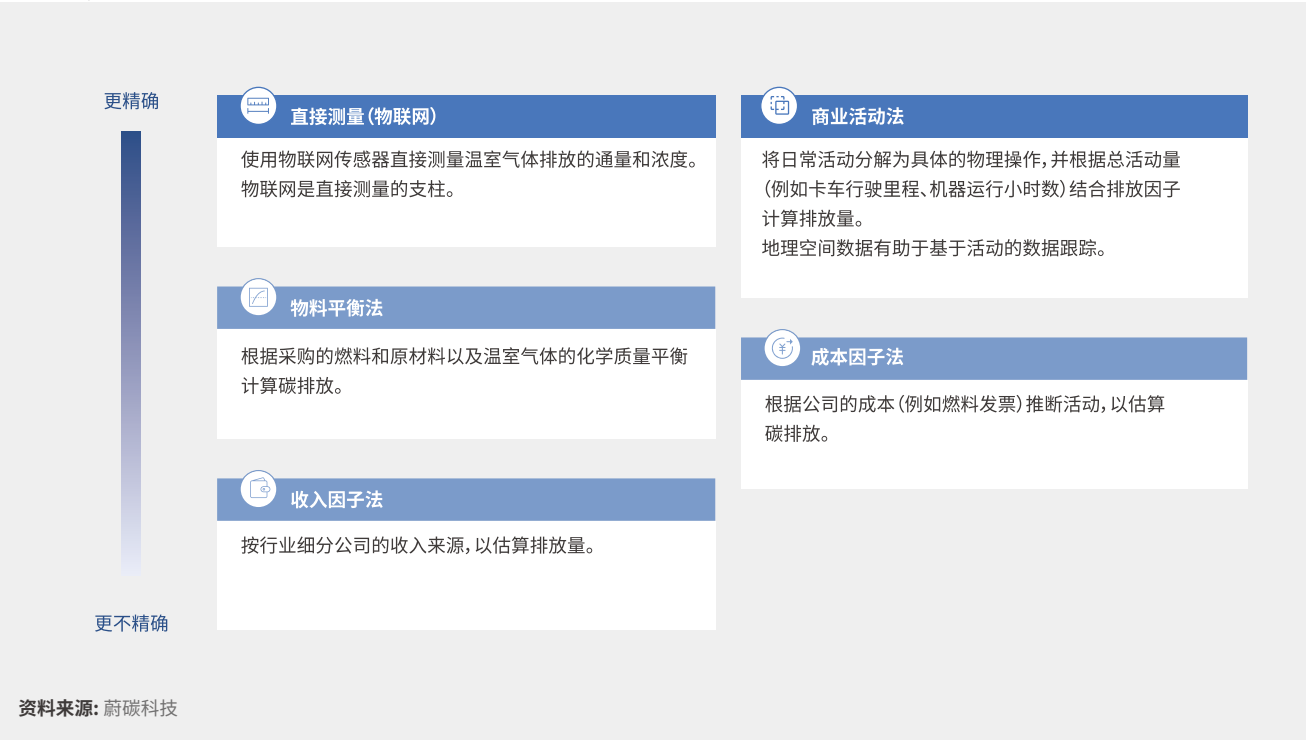 更精确
直接测量(物联网)
使用物联网传感器直接测量温室气体排放的通量和浓度。
物联网是直接测量的支柱。
商业活动法
将日常活动分解为具体的物理操作,并根据总活动量
(例如卡车行驶里程、机器运行小时数)结合排放因子
计算排放量。
地理空间数据有助于基于活动的数据跟踪。
物料平衡法
根据采购的燃料和原材料以及温室气体的化学质量平衡
计算碳排放。
成本因子法
根据公司的成本(例如燃料发票)推断活动,以估算
碳排放。
收入因子法
按行业细分公司的收入来源,以估算排放量。
更不精确
资料来源: 蔚碳科技